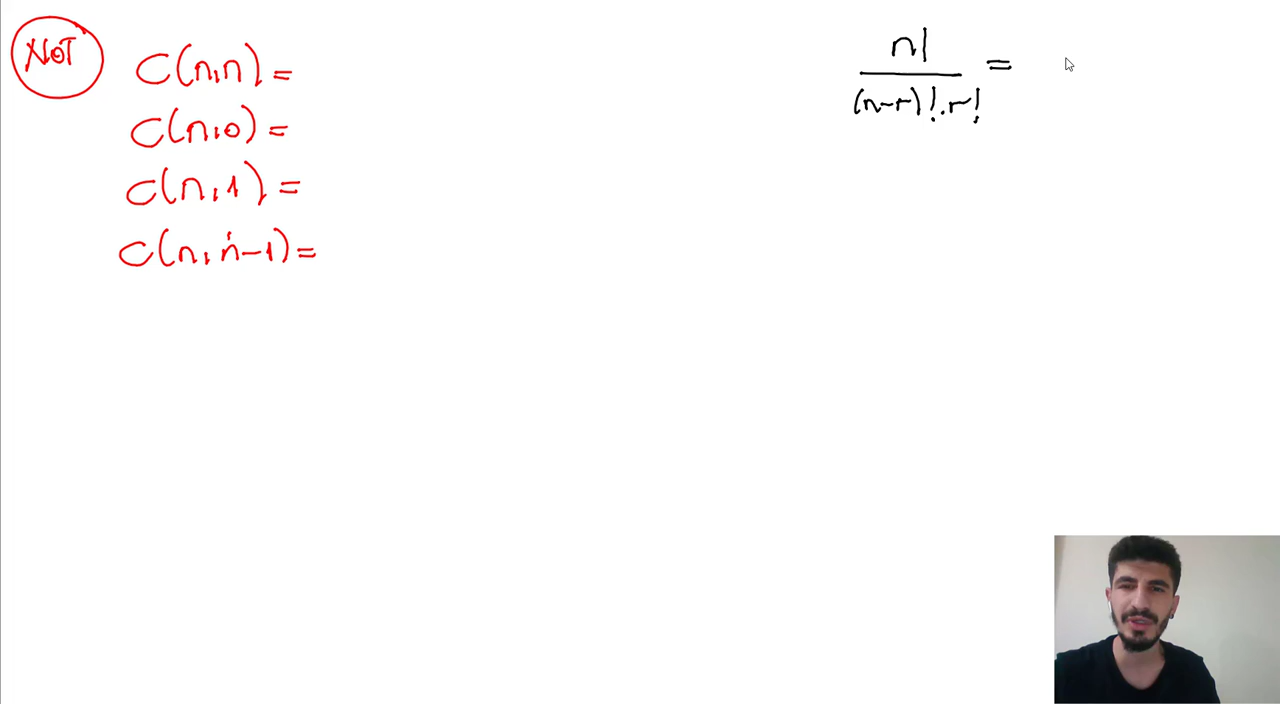 NOT
C(n,n) =
C(n,0) =
C(n,1) =
C(n,n-1) =
n!
(n-r)!.r! =